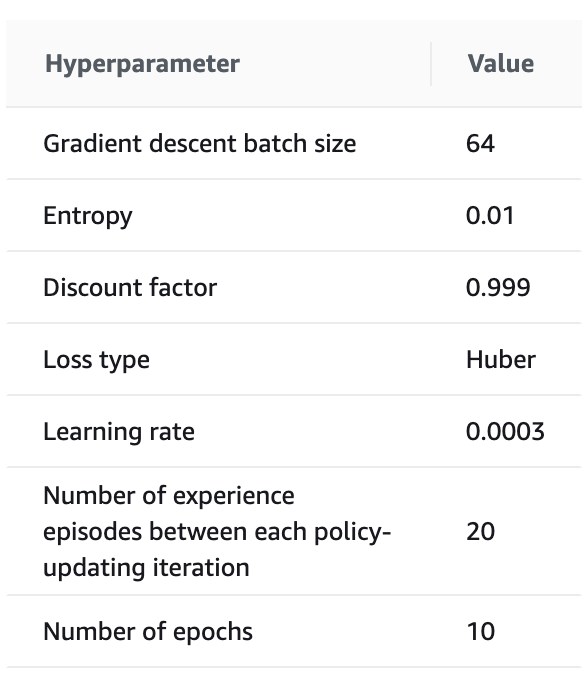 Hyperparameter Value
Gradient descent batch size 64
Entropy 0.01
Discount factor 0.999
Loss type Huber
Learning rate 0.0003
Number of experience
episodes between each policy- 20
updating iteration
Number of epochs 10